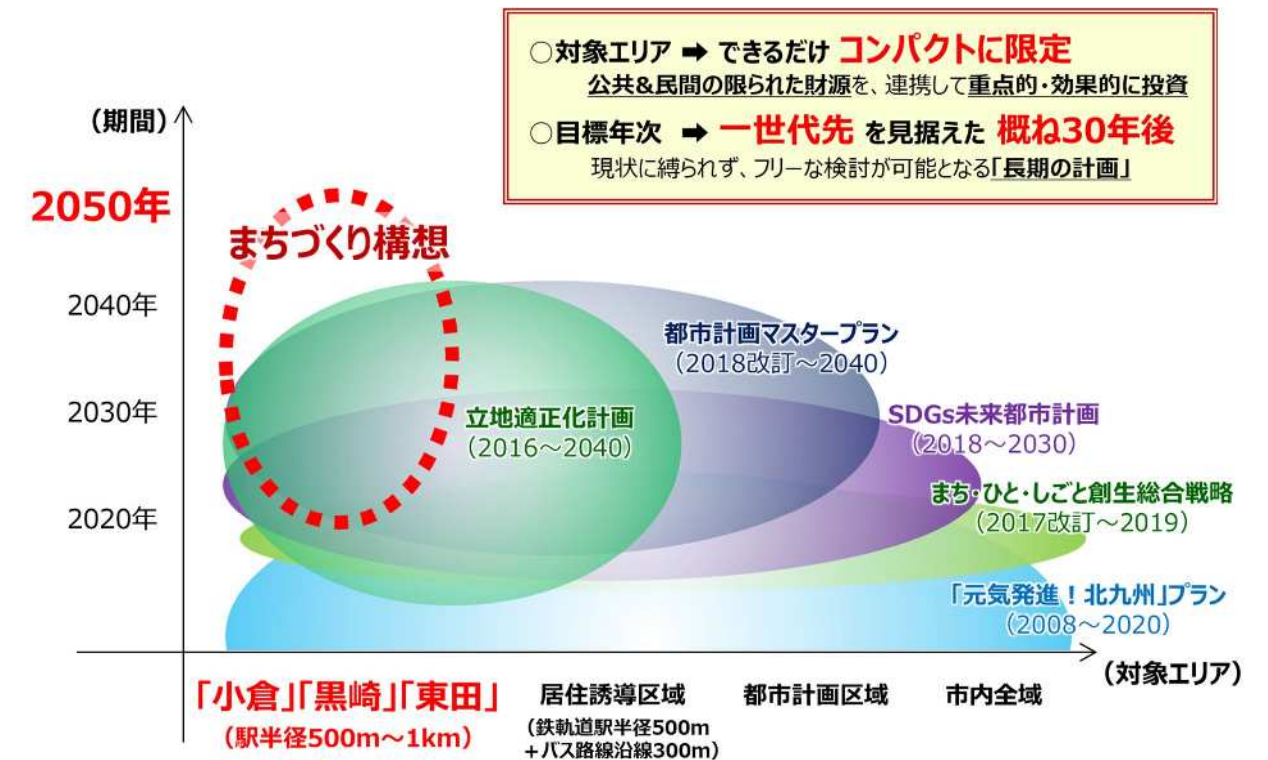 ○対象エリア ➡ できるだけ コンパクトに限定
公共&民間の限られた財源を、連携して重点的・効果的に投資
○目標年次 ➡ 一世代先 を見据えた 概ね30年後
現状に縛られず、フリーな検討が可能となる「長期の計画」
(期間)
2050年
まちづくり構想
2040年
都市計画マスタープラン
(2018改訂~2040)
2030年
立地適正化計画
(2016~2040)
SDGs未来都市計画
(2018~2030)
2020年
まち・ひと・しごと創生総合戦略
(2017改訂~2019)
「元気発進!北九州」プラン
(2008~2020)
(対象エリア)
「小倉」「黒崎」「東田」
(駅半径500m~1km)
居住誘導区域
(鉄軌道駅半径500m
+バス路線沿線300m)
都市計画区域
市内全域